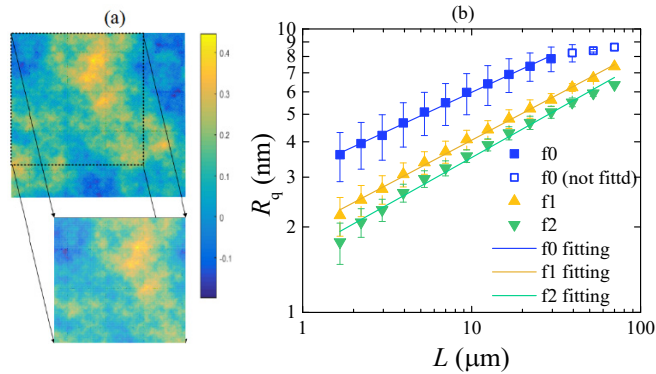 (a)
0.4
0.3
0.2
0.1
0
-0.1
(b)
10
9
8
7
6
5
4
3
2
1
Rq (nm)
f0
f0 (not fittd)
f1
f2
f0 fitting
f1 fitting
f2 fitting
1
10
100
L (μm)